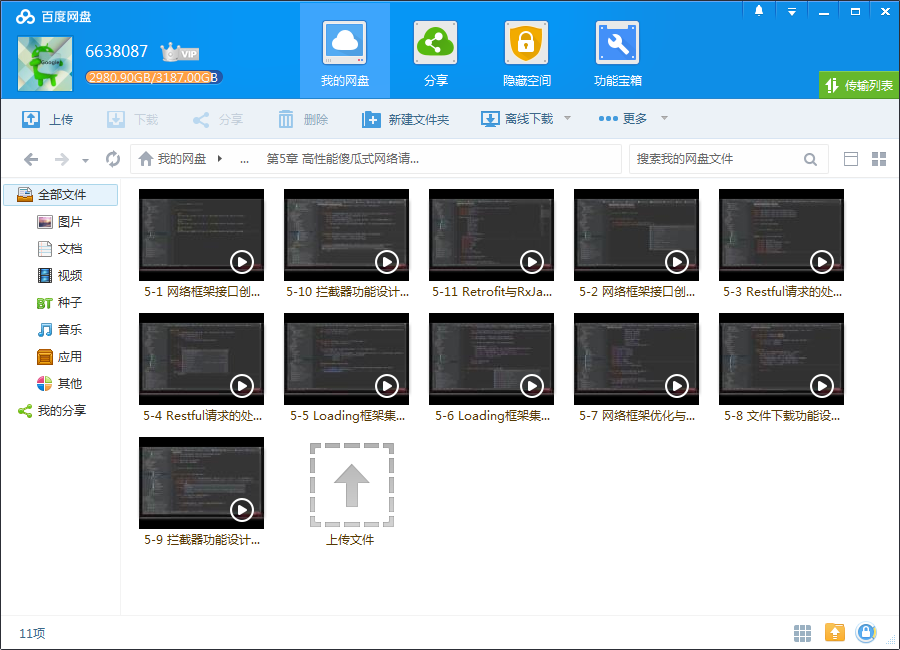 百度网盘
6638087 VIP
2980.90GB/3187.00GB
我的网盘 分享 隐藏空间 功能宝箱
传输列表
上传 下载 分享 删除 新建文件夹 离线下载 更多
我的网盘 ... 第5章 高性能傻瓜式网络请... 搜索我的网盘文件
全部文件
图片
文档
视频
BT 种子
音乐
应用
其他
我的分享
5-1 网络框架接口创... 5-10 拦截器功能设计... 5-11 Retrofit与RxJa... 5-2 网络框架接口创... 5-3 Restful请求的处...
5-4 Restful请求的处... 5-5 Loading框架集... 5-6 Loading框架集... 5-7 网络框架优化与... 5-8 文件下载功能设...
5-9 拦截器功能设计... 上传文件
11项